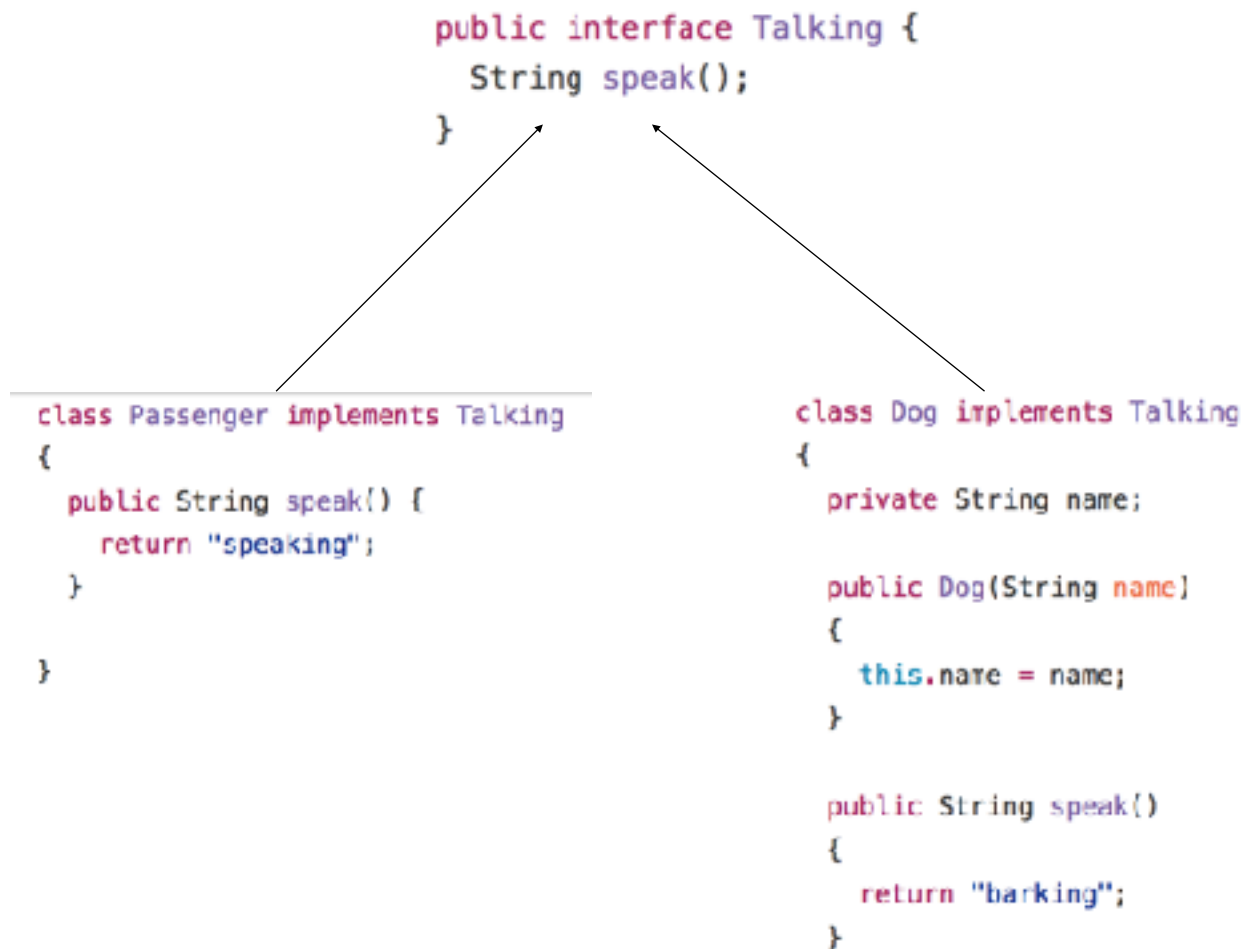 public interface Talking {
String speak();
}
class Passenger implements Talking
{
public String speak() {
return "speaking";
}
}
class Dog implements Talking
{
private String name;
public Dog(String name)
{
this.name = name;
}
public String speak()
{
return "barking";
}